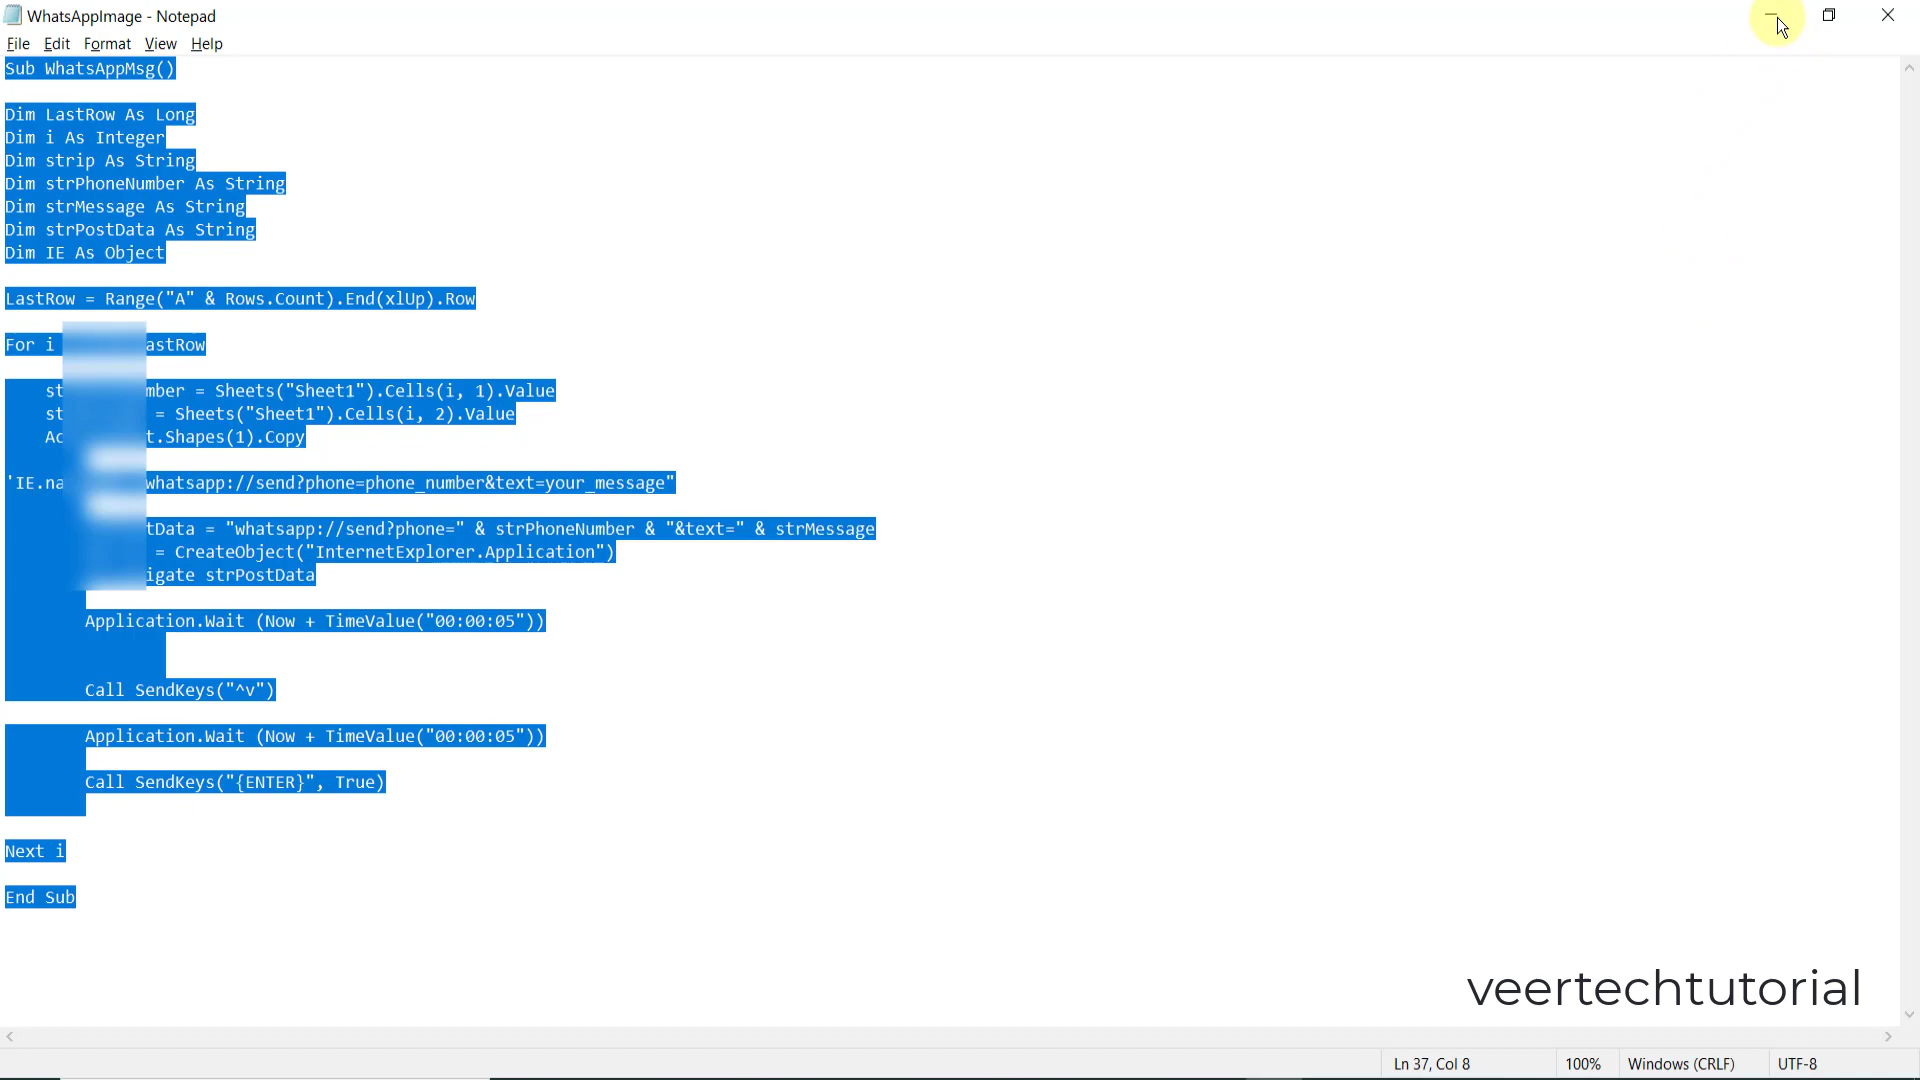 WhatsAppImage - Notepad
File Edit Format View Help
Sub WhatsAppMsg()
Dim LastRow As Long
Dim i As Integer
Dim strip As String
Dim strPhoneNumber As String
Dim strMessage As String
Dim strPostData As String
Dim IE As Object
LastRow = Range("A" & Rows.Count).End(xlUp).Row
For i astRow
st mber = Sheets("Sheet1").Cells(i, 1).Value
st = Sheets("Sheet1").Cells(i, 2).Value
Ac t.Shapes(1).Copy
'IE.na whatsapp://send?phone=phone_number&text=your_message"
tData = "whatsapp://send?phone=" & strPhoneNumber & "&text=" & strMessage
= CreateObject("InternetExplorer.Application")
igate strPostData
Application.Wait (Now + TimeValue("00:00:05"))
Call SendKeys("^v")
Application.Wait (Now + TimeValue("00:00:05"))
Call SendKeys("{ENTER}", True)
Next i
End Sub
veertechtutorial
Ln 37, Col 8 100% Windows (CRLF) UTF-8